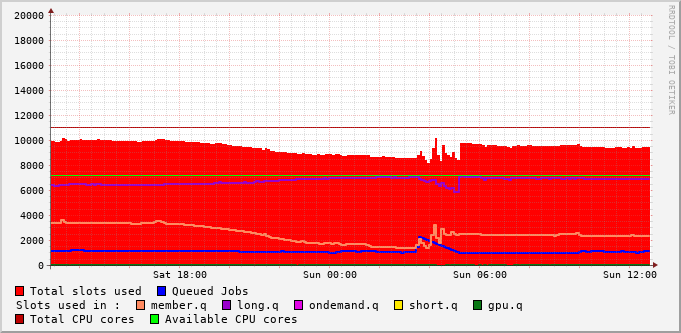 RRDTOOL / TOBI OETIKER
20000
18000
16000
14000
12000
10000
8000
6000
4000
2000
0
Sat 18:00 Sun 00:00 Sun 06:00 Sun 12:00
Total slots used Queued Jobs
Slots used in : member.q long.q ondemand.q short.q gpu.q
Total CPU cores Available CPU cores